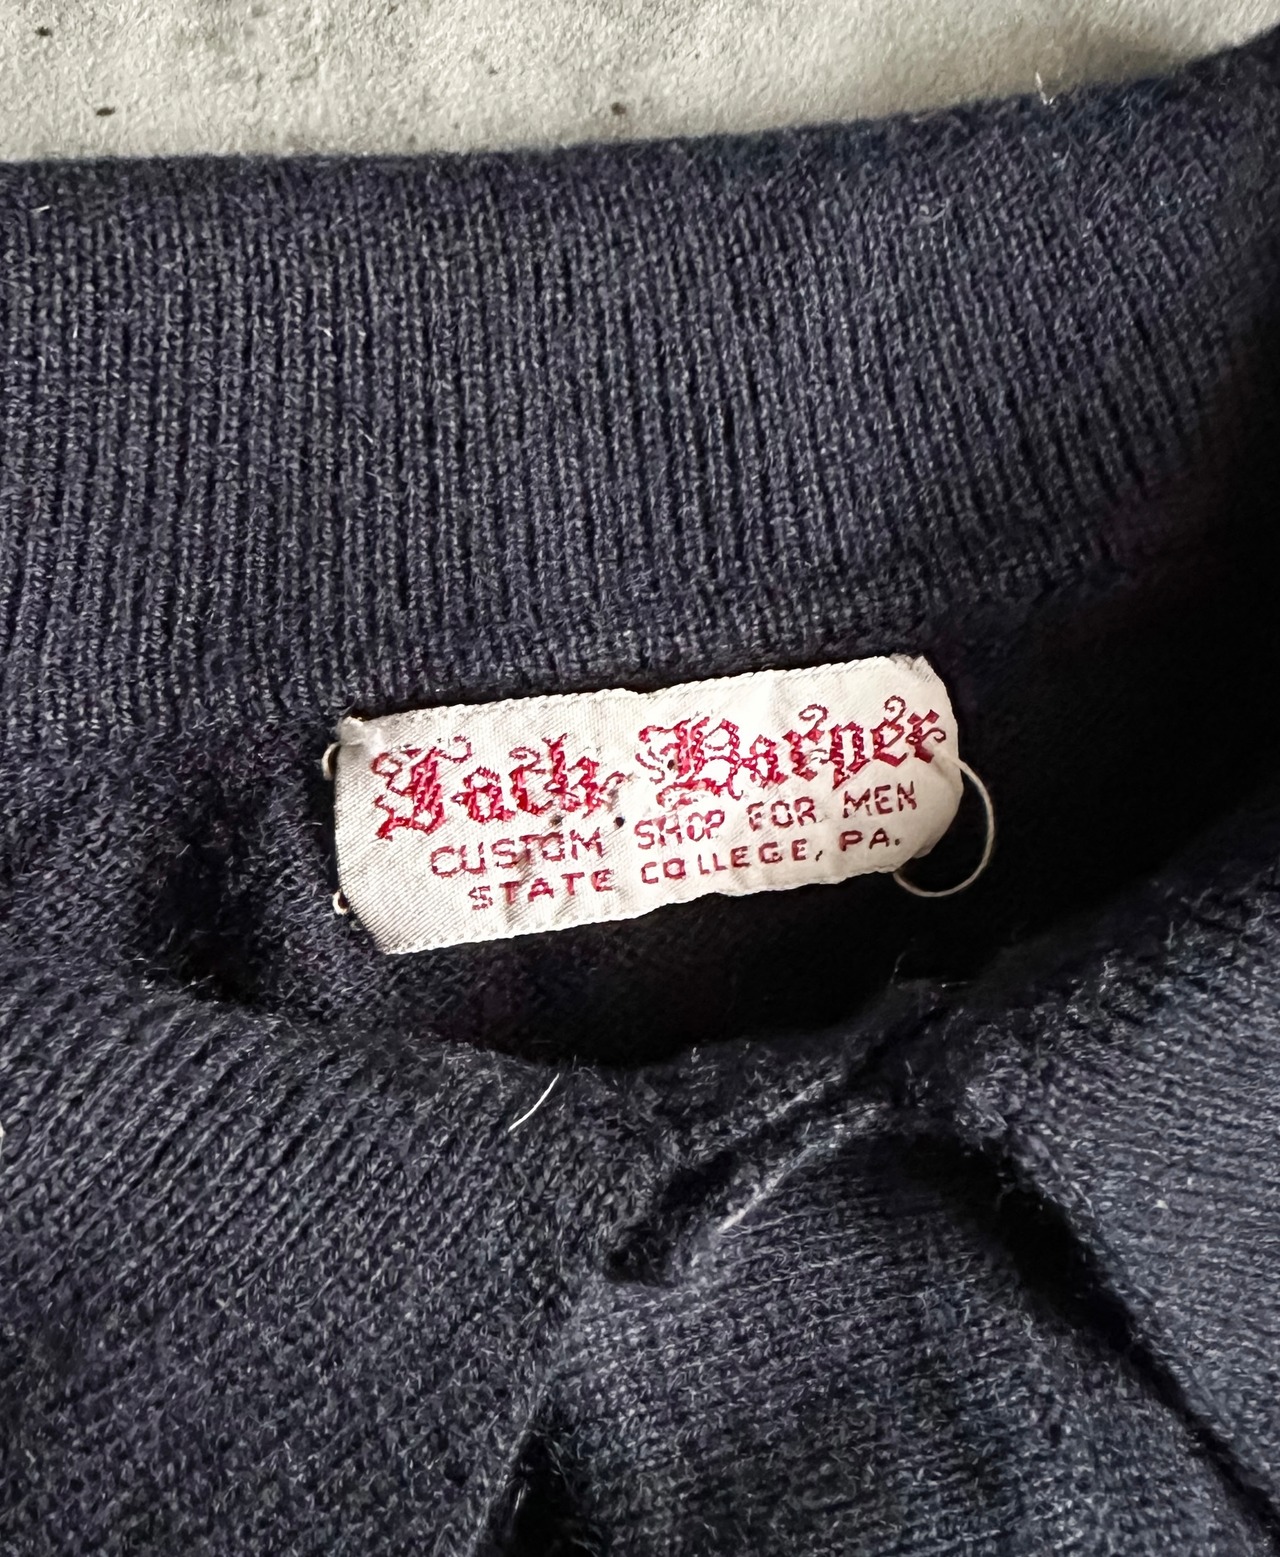 Jack Harper
CUSTOM SHOP FOR MEN
STATE COLLEGE, PA.